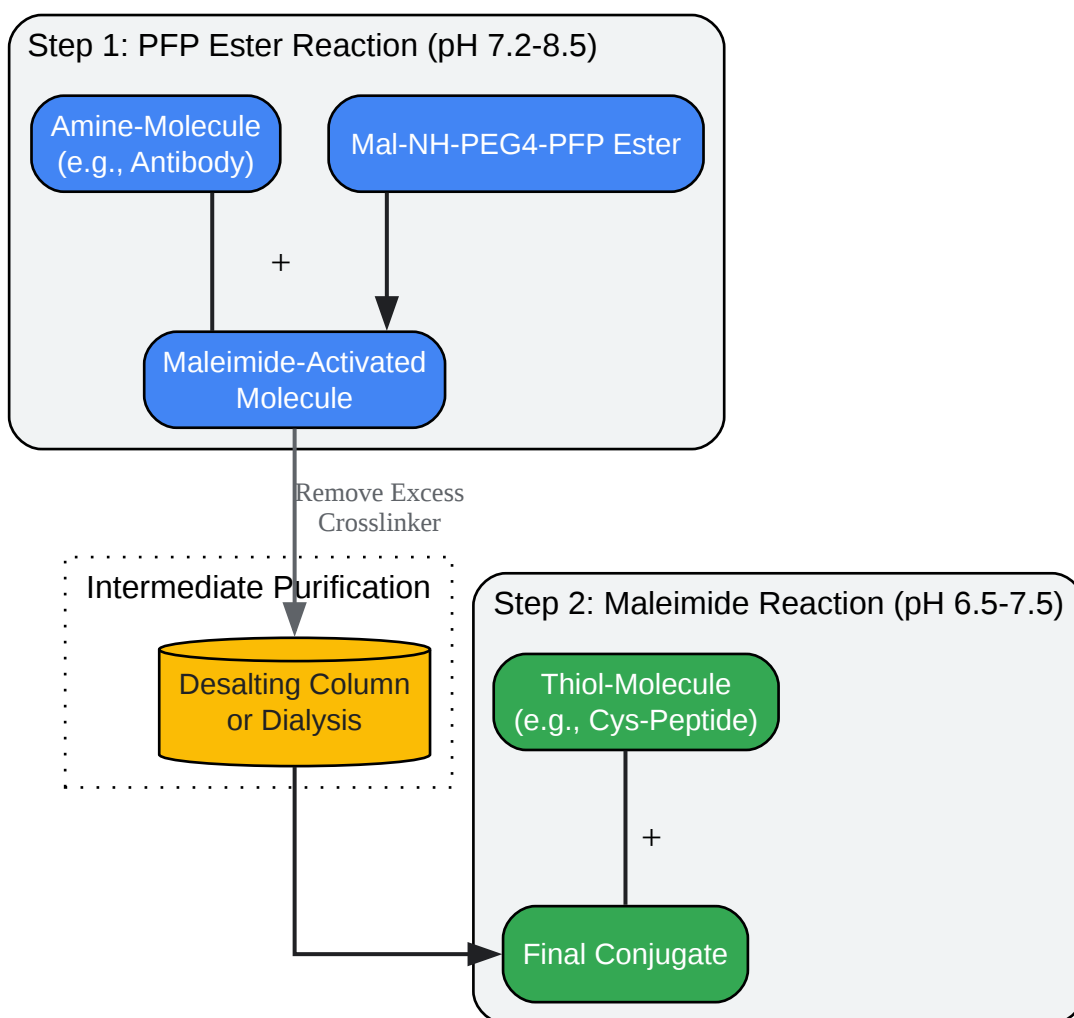 Step 1: PFP Ester Reaction (pH 7.2-8.5)
Amine-Molecule
(e.g., Antibody)
Mal-NH-PEG4-PFP Ester
+
Maleimide-Activated
Molecule
Remove Excess
Crosslinker
Intermediate Purification
Desalting Column
or Dialysis
Step 2: Maleimide Reaction (pH 6.5-7.5)
Thiol-Molecule
(e.g., Cys-Peptide)
+
Final Conjugate